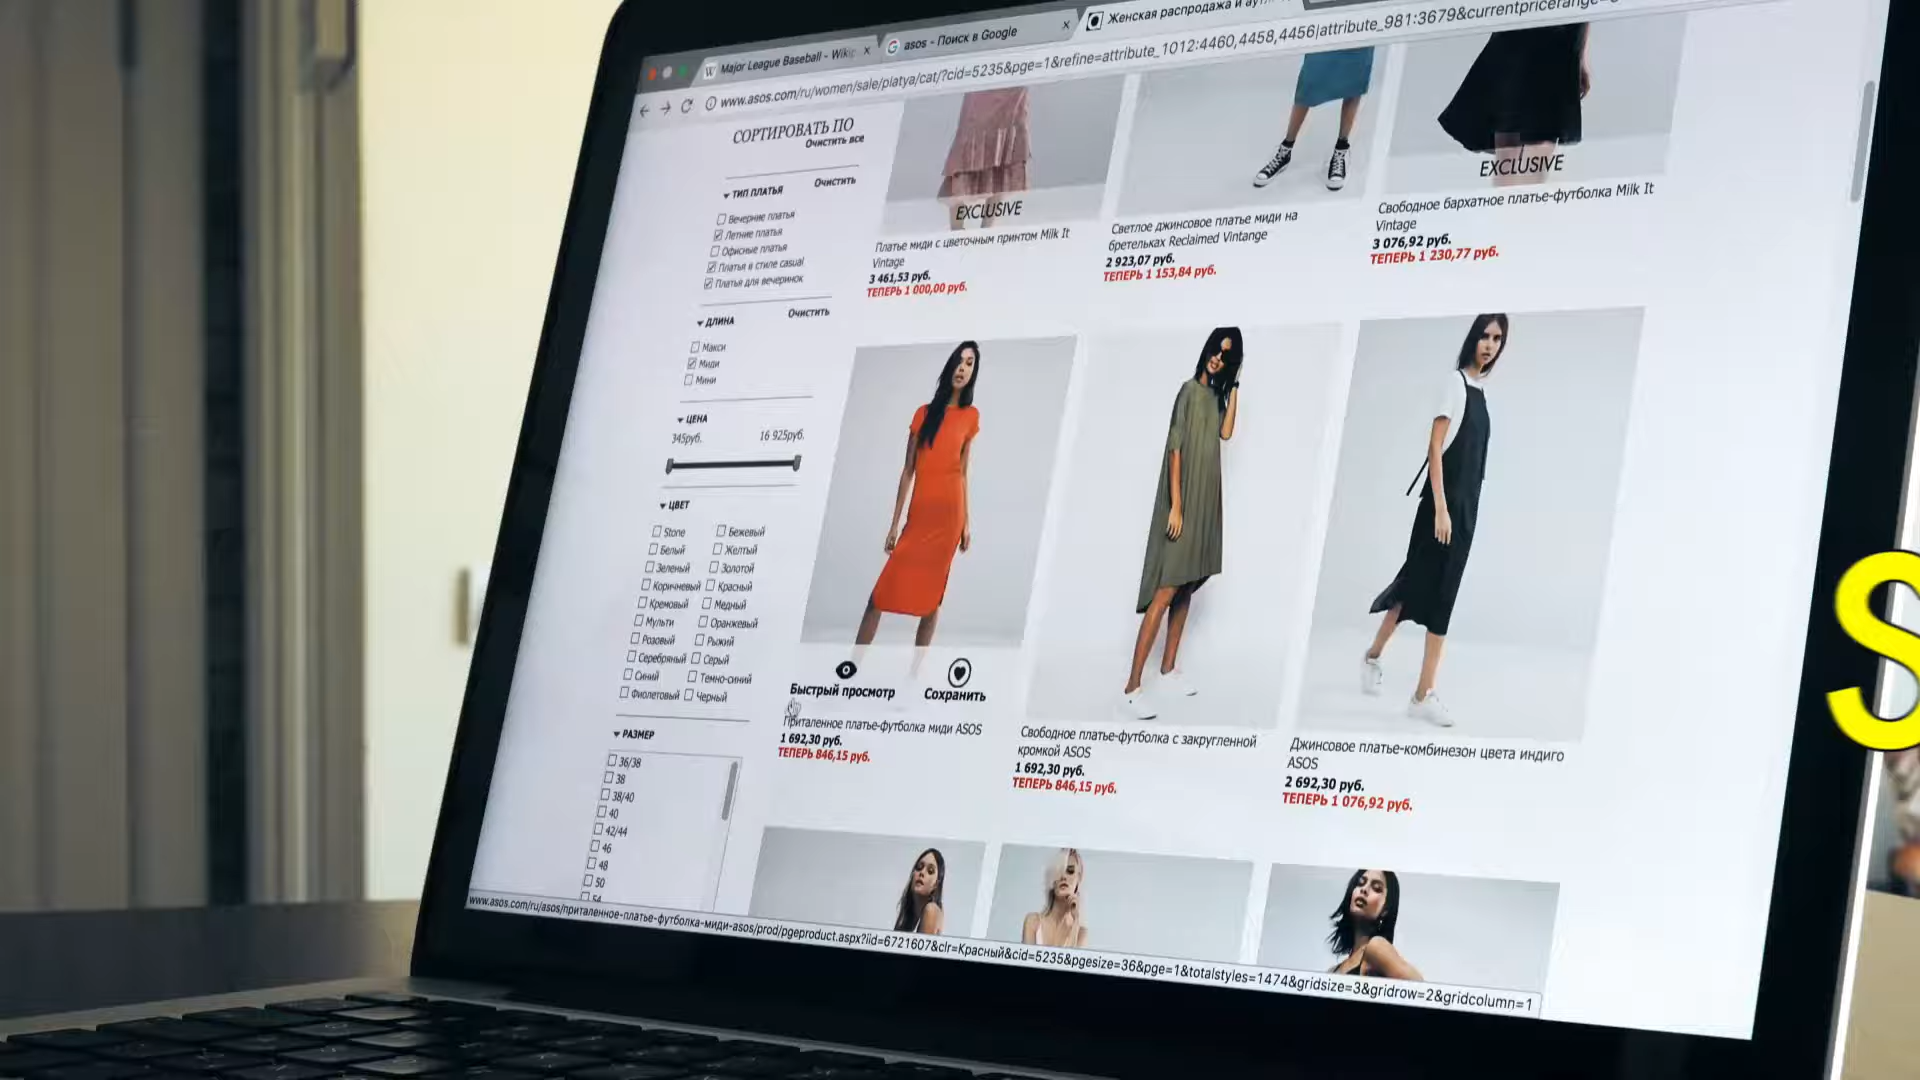 Major League Baseball - Wiki
asos - Поиск в Google
Женская распродажа и аут
www.asos.com/ru/women/sale/platya/cat/?cid=5235&pge=1&refine=attribute_1012:4460,4458,4456|attribute_981:3679&currentpricerange=
СОРТИРОВАТЬ ПО
Очистить все
ТИП ПЛАТЬЯ
Очистить
Вечерние платья
Летние платья
Офисные платья
Платья в стиле casual
Платья для вечеринок
ДЛИНА
Очистить
Макси
Миди
Мини
ЦЕНА
345руб.
16 925руб.
ЦВЕТ
Stone
Бежевый
Белый
Желтый
Зеленый
Золотой
Коричневый
Красный
Кремовый
Медный
Мульти
Оранжевый
Розовый
Рыжий
Серебряный
Серый
Синий
Темно-синий
Фиолетовый
Черный
РАЗМЕР
36/38
38
38/40
40
42/44
46
48
50
54
EXCLUSIVE
Платье миди с цветочным принтом Milk It
Vintage
3 461,53 руб.
ТЕПЕРЬ 1 000,00 руб.
Светлое джинсовое платье миди на
бретельках Reclaimed Vintange
2 923,07 руб.
ТЕПЕРЬ 1 153,84 руб.
EXCLUSIVE
Свободное бархатное платье-футболка Milk It
Vintage
3 076,92 руб.
ТЕПЕРЬ 1 230,77 руб.
Быстрый просмотр
Сохранить
Приталенное платье-футболка миди ASOS
1 692,30 руб.
ТЕПЕРЬ 846,15 руб.
Свободное платье-футболка с закругленной
кромкой ASOS
1 692,30 руб.
ТЕПЕРЬ 846,15 руб.
Джинсовое платье-комбинезон цвета индиго
ASOS
2 692,30 руб.
ТЕПЕРЬ 1 076,92 руб.
www.asos.com/ru/asos/приталенное-платье-футболка-миди-asos/prod/pgeproduct.aspx?iid=6721607&clr=Красный&cid=5235&pgesize=36&pge=1&totalstyles=1474&gridsize=3&gridrow=2&gridcolumn=1
S